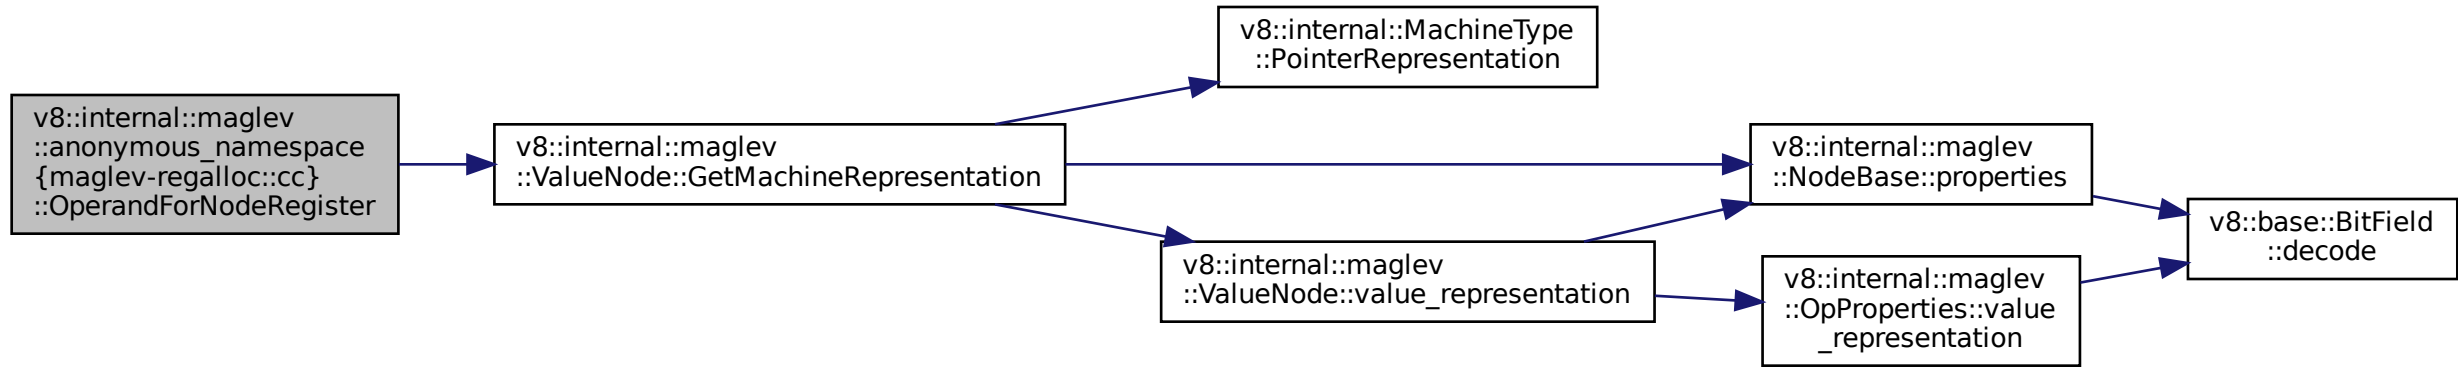 v8::internal::maglev
::anonymous_namespace
{maglev-regalloc::cc}
::OperandForNodeRegister
v8::internal::maglev
::ValueNode::GetMachineRepresentation
v8::internal::MachineType
::PointerRepresentation
v8::internal::maglev
::NodeBase::properties
v8::internal::maglev
::ValueNode::value_representation
v8::internal::maglev
::OpProperties::value
_representation
v8::base::BitField
::decode